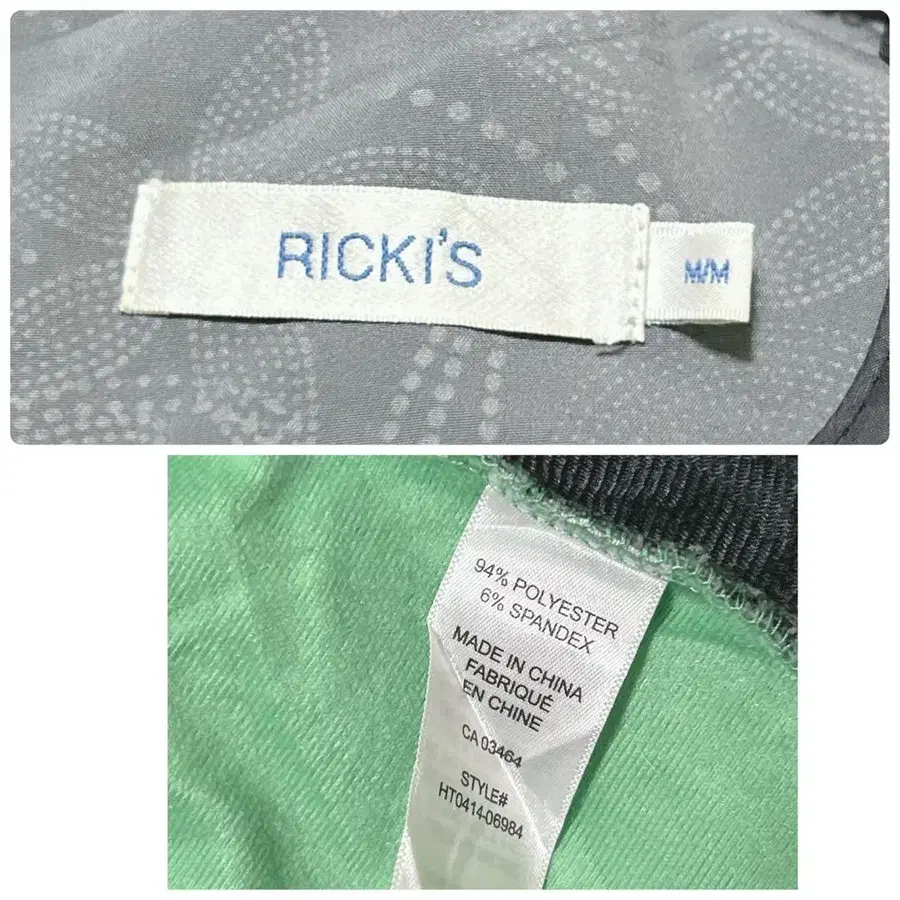 RICKI'S
M/M
94% POLYESTER
6% SPANDEX
MADE IN CHINA
FABRIQUÉ
EN CHINE
CA 03464
STYLE#
HT0414-06984